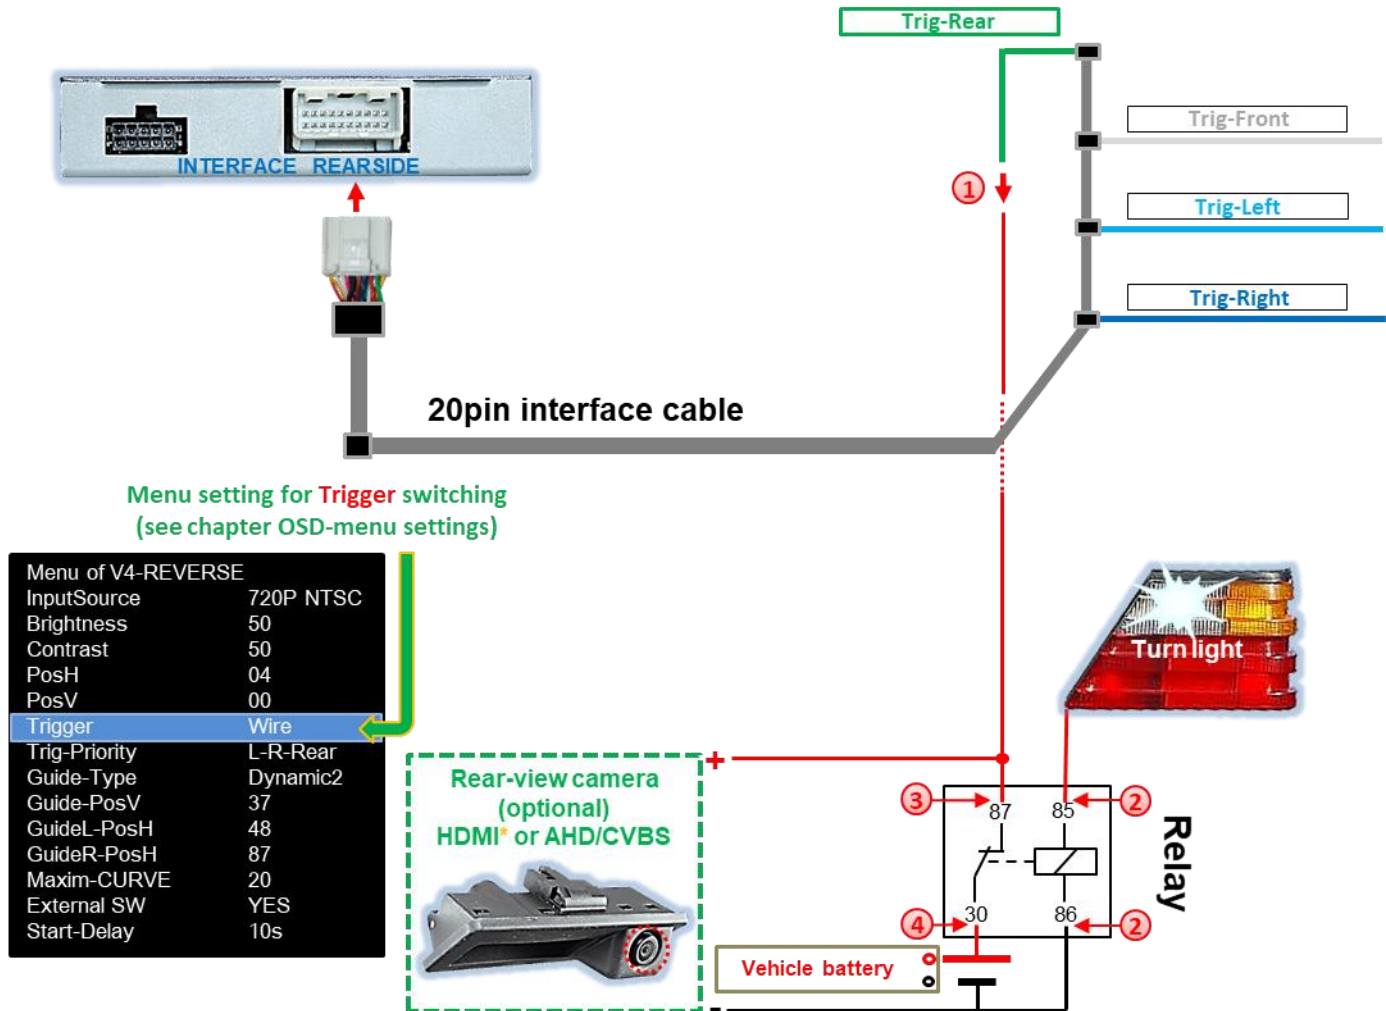 Trig-Rear
Trig-Front
INTERFACE REARSIDE
1
Trig-Left
Trig-Right
20pin interface cable
Menu setting for Trigger switching
(see chapter OSD-menu settings)
Menu of V4-REVERSE
InputSource 720P NTSC
Brightness 50
Contrast 50
PosH 04
PosV 00
Trigger Wire
Trig-Priority L-R-Rear
Guide-Type Dynamic2
Guide-PosV 37
GuideL-PosH 48
GuideR-PosH 87
Maxim-CURVE 20
External SW YES
Start-Delay 10s
Turn light
+
Rear-view camera
(optional)
HDMI* or AHD/CVBS
3
87
85
2
Relay
4
30
86
2
Vehicle battery
-